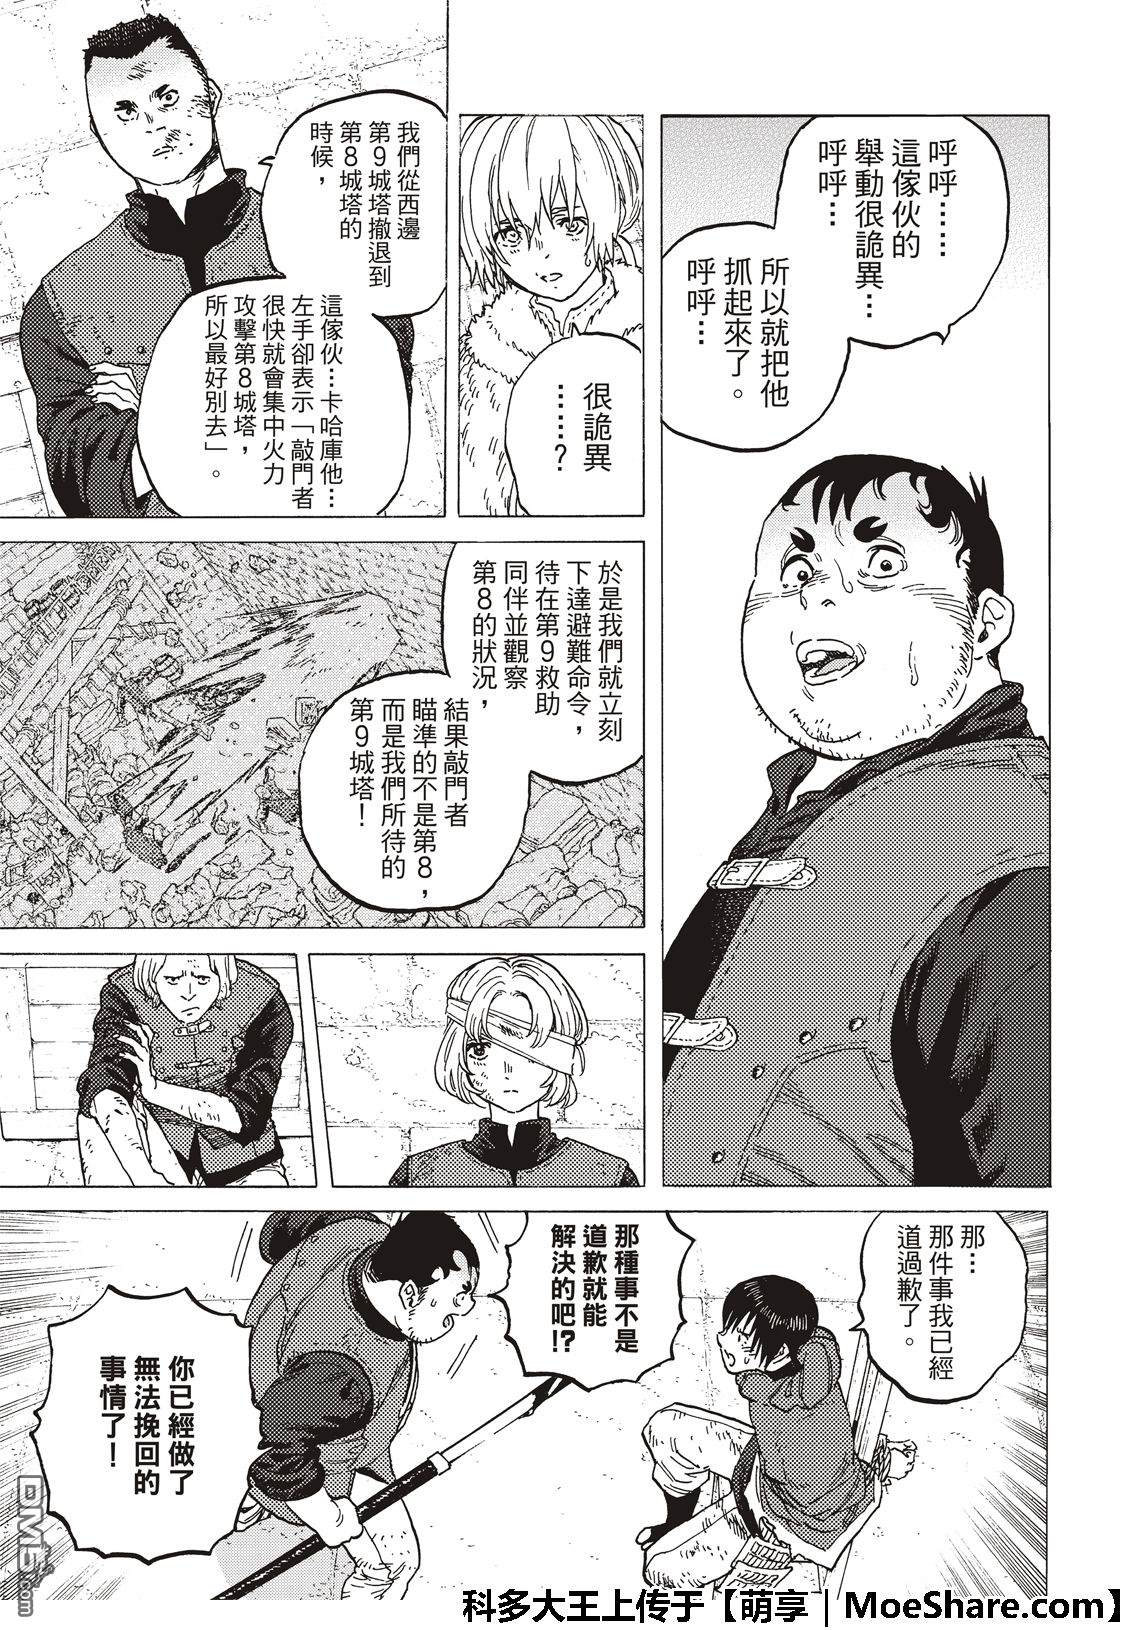 呼呼……
這傢伙的
舉動很詭異…
呼呼…
所以就把他
抓起來了。
呼呼…
很詭異
……?
我們從西邊
第9城塔撤退到
第8城塔的
時候，
這傢伙…卡哈庫他…
左手卻表示「敲門者
很快就會集中火力
攻擊第8城塔，
所以最好別去」。
於是我們就立刻
下達避難命令，
待在第9救助
同伴並觀察
第8的狀況，
結果敲門者
瞄準的不是第8，
而是我們所待的
第9城塔！
那…
那件事我已經
道過歉了。
那種事不是
道歉就能
解決的吧!?
你已經做了
無法挽回的
事情了！
DM5.com
科多大王上传于【萌享｜MoeShare.com】